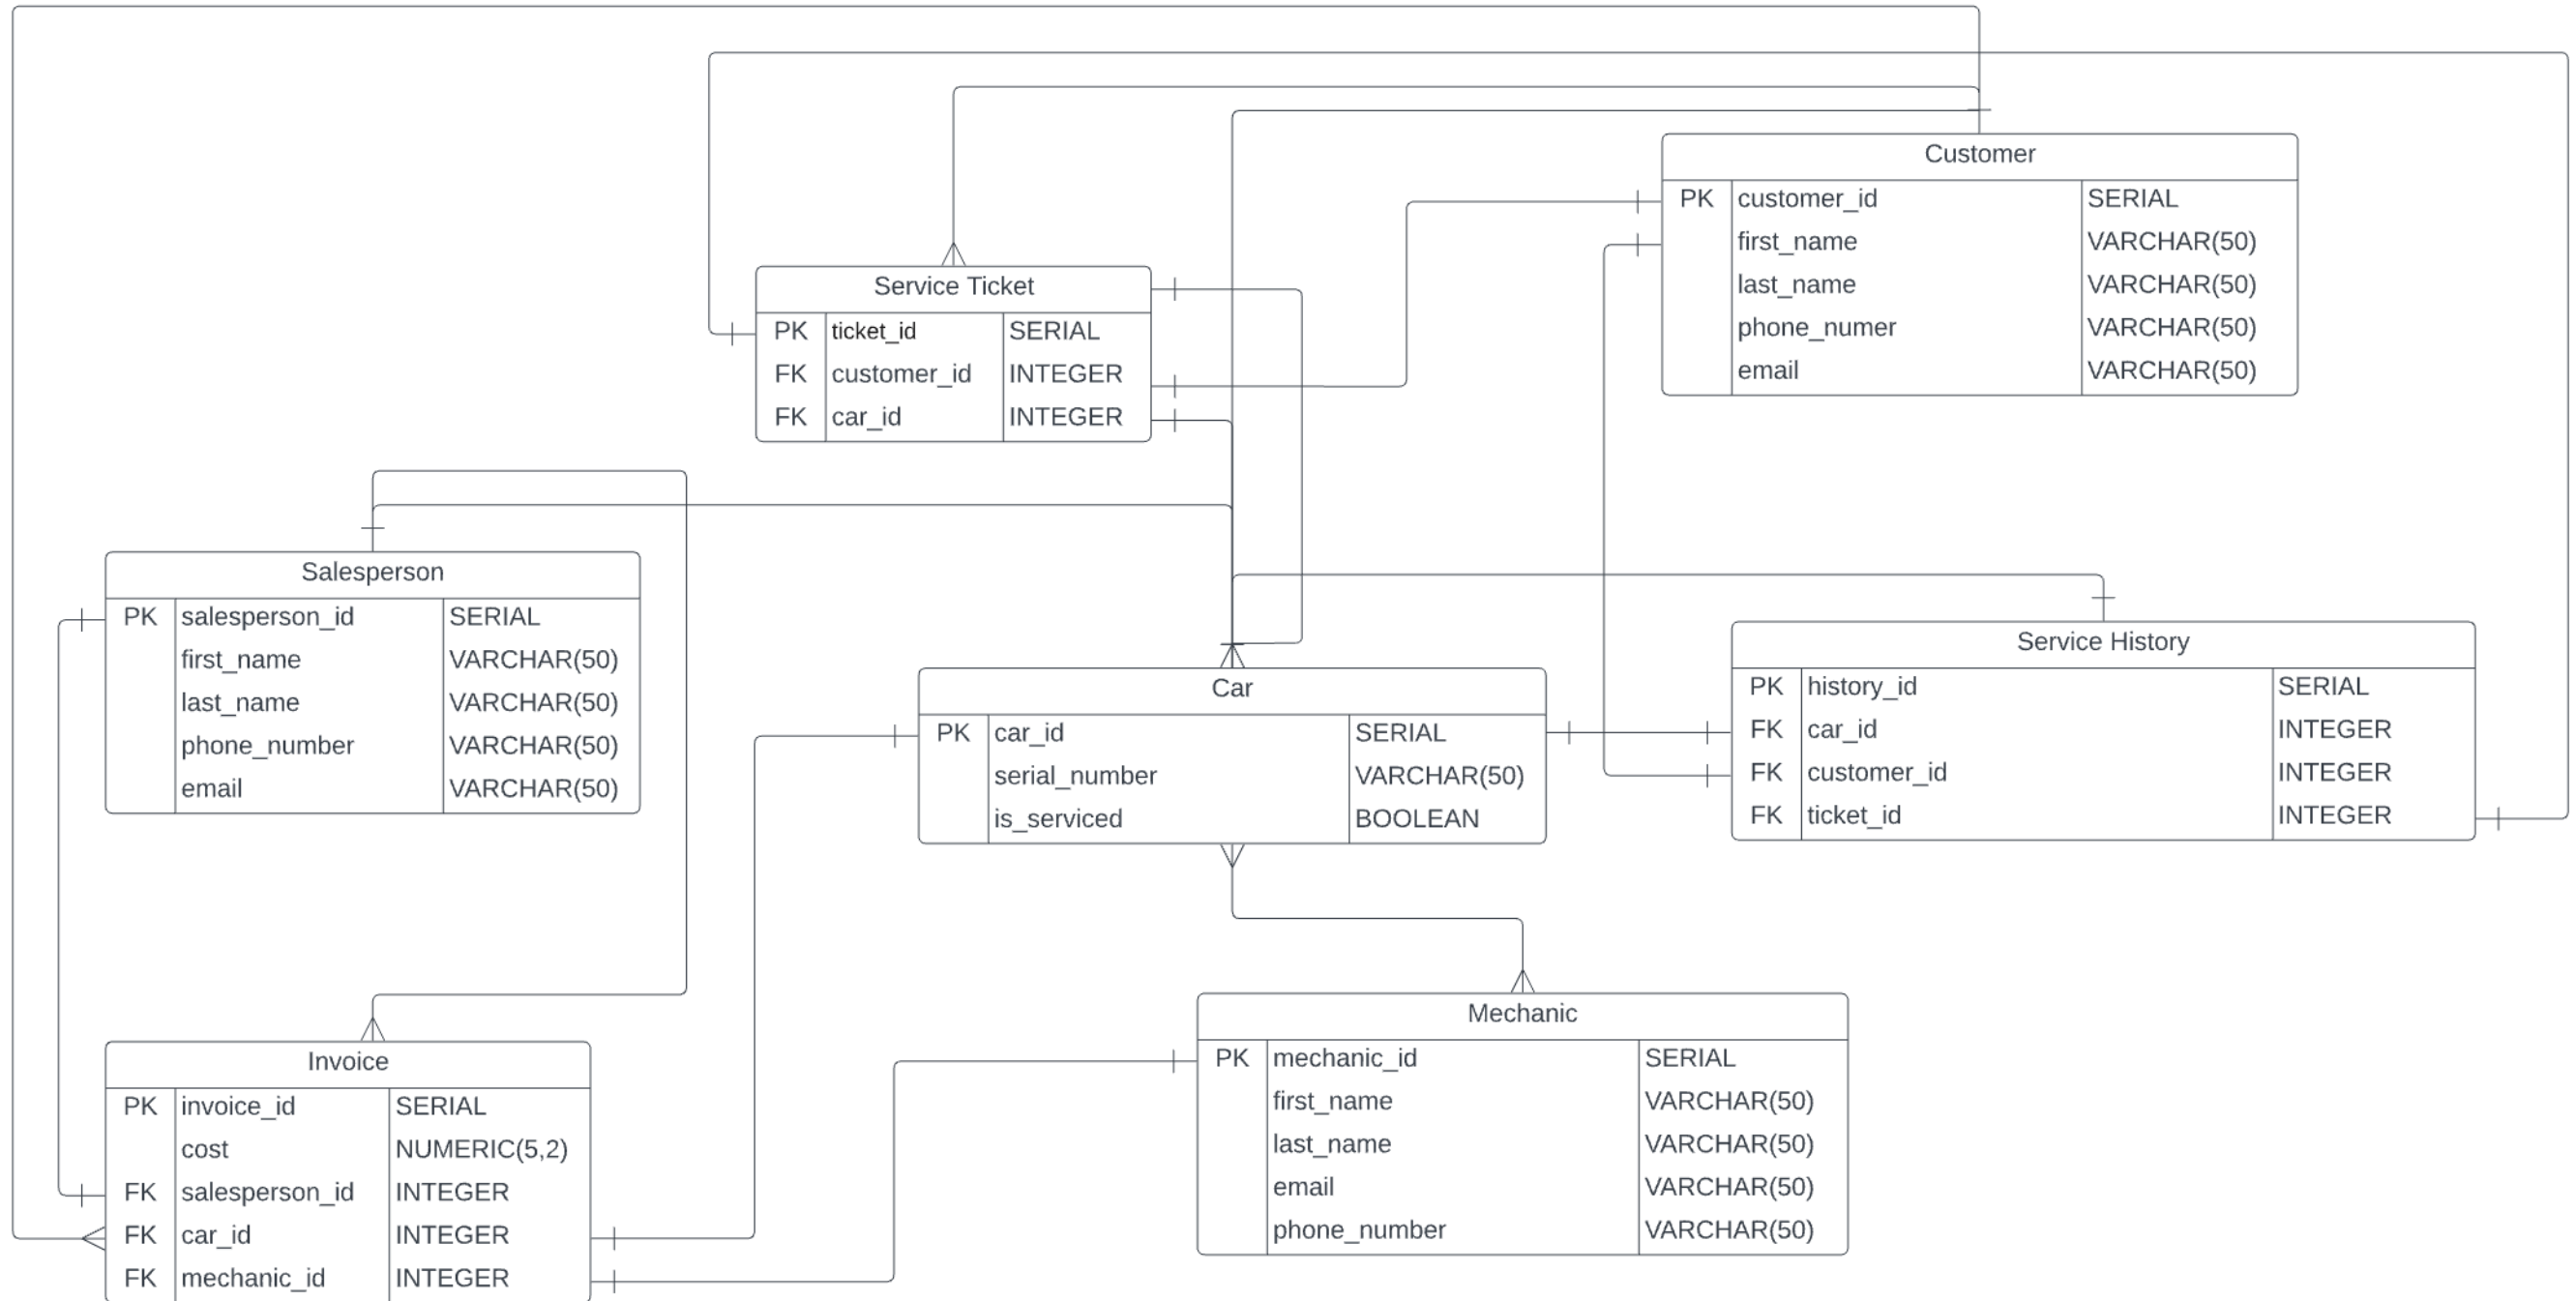 Customer
PK customer_id SERIAL
first_name VARCHAR(50)
last_name VARCHAR(50)
phone_numer VARCHAR(50)
email VARCHAR(50)
Service Ticket
PK ticket_id SERIAL
FK customer_id INTEGER
FK car_id INTEGER
Salesperson
PK salesperson_id SERIAL
first_name VARCHAR(50)
last_name VARCHAR(50)
phone_number VARCHAR(50)
email VARCHAR(50)
Car
PK car_id SERIAL
serial_number VARCHAR(50)
is_serviced BOOLEAN
Service History
PK history_id SERIAL
FK car_id INTEGER
FK customer_id INTEGER
FK ticket_id INTEGER
Invoice
PK invoice_id SERIAL
cost NUMERIC(5,2)
FK salesperson_id INTEGER
FK car_id INTEGER
FK mechanic_id INTEGER
Mechanic
PK mechanic_id SERIAL
first_name VARCHAR(50)
last_name VARCHAR(50)
email VARCHAR(50)
phone_number VARCHAR(50)